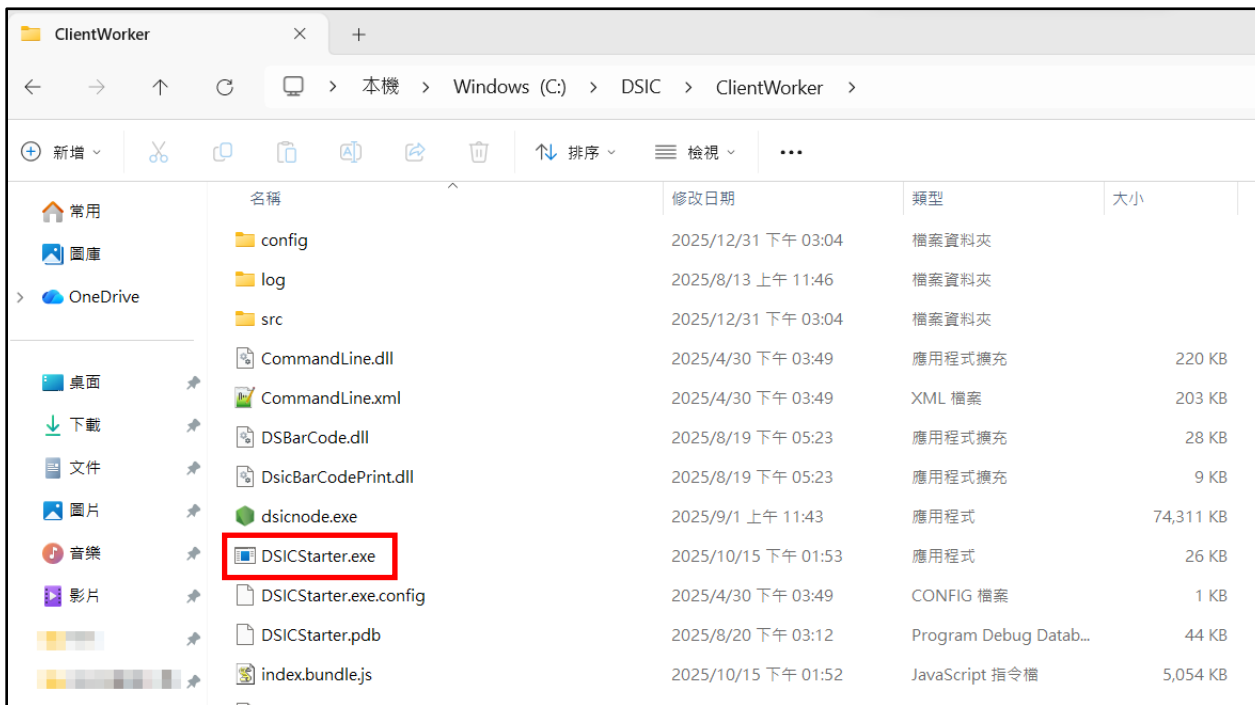 ClientWorker
本機 > Windows (C:) > DSIC > ClientWorker >
新增 排序 檢視 •••
名稱 修改日期 類型 大小
常用
圖庫
OneDrive
桌面
下載
文件
圖片
音樂
影片
config 2025/12/31 下午 03:04 檔案資料夾
log 2025/8/13 上午 11:46 檔案資料夾
src 2025/12/31 下午 03:04 檔案資料夾
CommandLine.dll 2025/4/30 下午 03:49 應用程式擴充 220 KB
CommandLine.xml 2025/4/30 下午 03:49 XML 檔案 203 KB
DSBarCode.dll 2025/8/19 下午 05:23 應用程式擴充 28 KB
DsicBarCodePrint.dll 2025/8/19 下午 05:23 應用程式擴充 9 KB
dsicnode.exe 2025/9/1 上午 11:43 應用程式 74,311 KB
DSICStarter.exe 2025/10/15 下午 01:53 應用程式 26 KB
DSICStarter.exe.config 2025/4/30 下午 03:49 CONFIG 檔案 1 KB
DSICStarter.pdb 2025/8/20 下午 03:12 Program Debug Datab... 44 KB
index.bundle.js 2025/10/15 下午 01:52 JavaScript 指令檔 5,054 KB